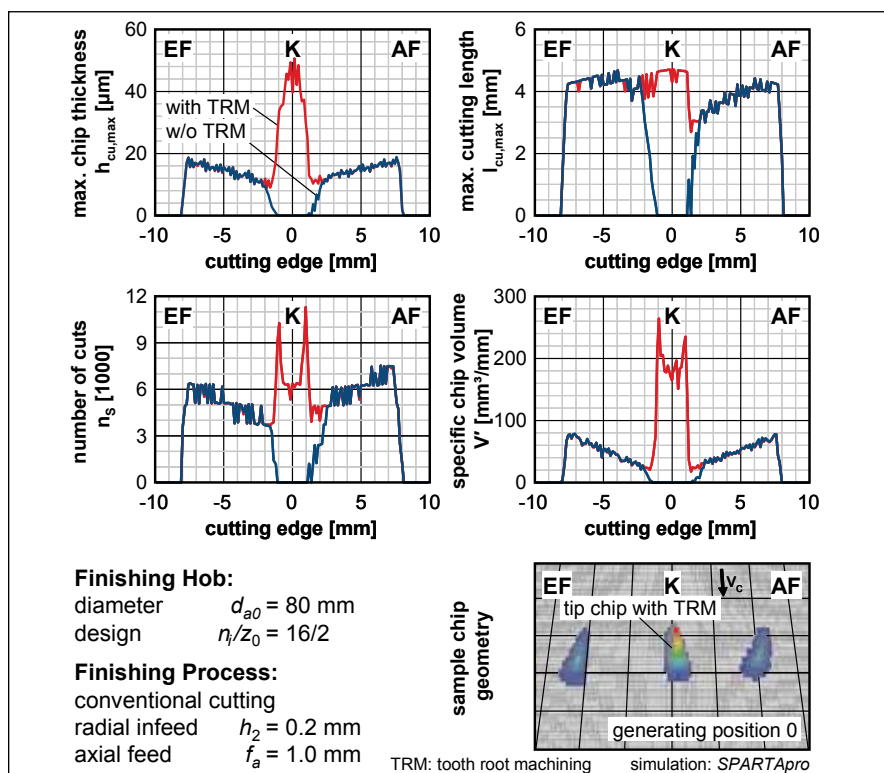 EF K AF
max. chip thickness
h_cu,max [µm]
60
40
20
0
with TRM
w/o TRM
-10 -5 0 5 10
cutting edge [mm]
EF K AF
max. cutting length
l_cu,max [mm]
6
4
2
0
-10 -5 0 5 10
cutting edge [mm]
EF K AF
number of cuts
n_S [1000]
12
9
6
3
0
-10 -5 0 5 10
cutting edge [mm]
EF K AF
specific chip volume
V' [mm³/mm]
300
200
100
0
-10 -5 0 5 10
cutting edge [mm]
Finishing Hob:
diameter d_a0 = 80 mm
design n_i/z_0 = 16/2
Finishing Process:
conventional cutting
radial infeed h_2 = 0.2 mm
axial feed f_a = 1.0 mm
sample chip
geometry
EF K v_c AF
tip chip with TRM
generating position 0
TRM: tooth root machining simulation: SPARTApro